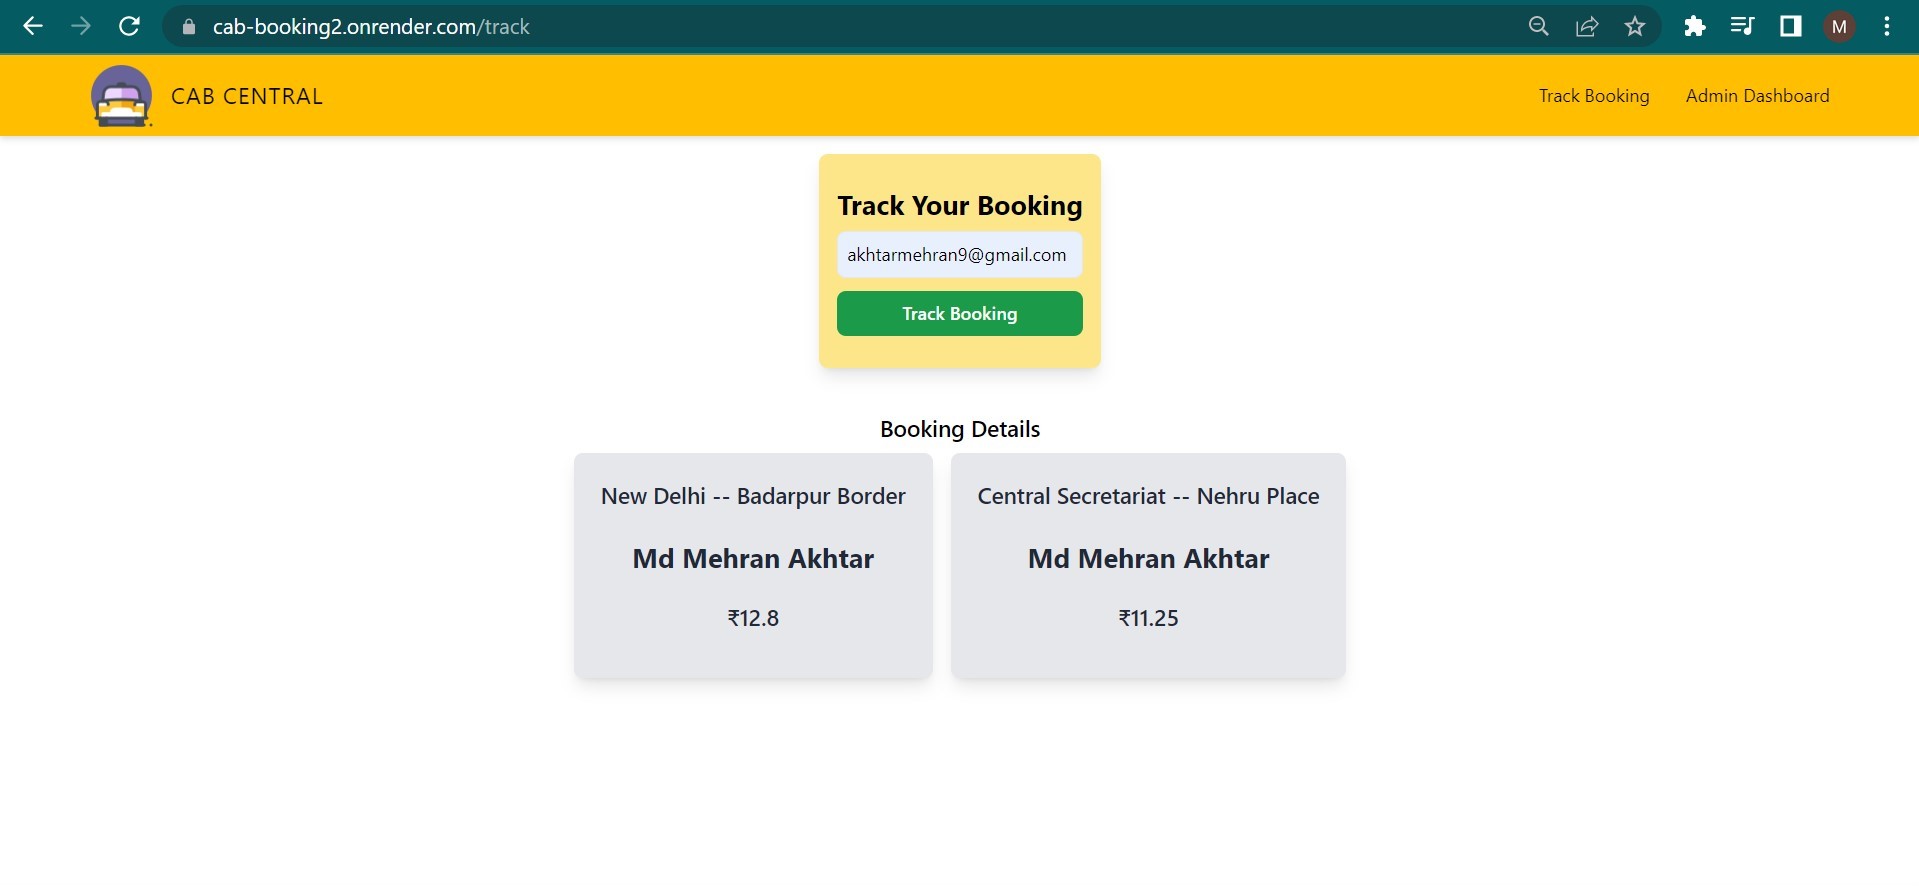 cab-booking2.onrender.com/track
M
CAB CENTRAL
Track Booking
Admin Dashboard
Track Your Booking
akhtarmehran9@gmail.com
Track Booking
Booking Details
New Delhi -- Badarpur Border
Md Mehran Akhtar
₹12.8
Central Secretariat -- Nehru Place
Md Mehran Akhtar
₹11.25